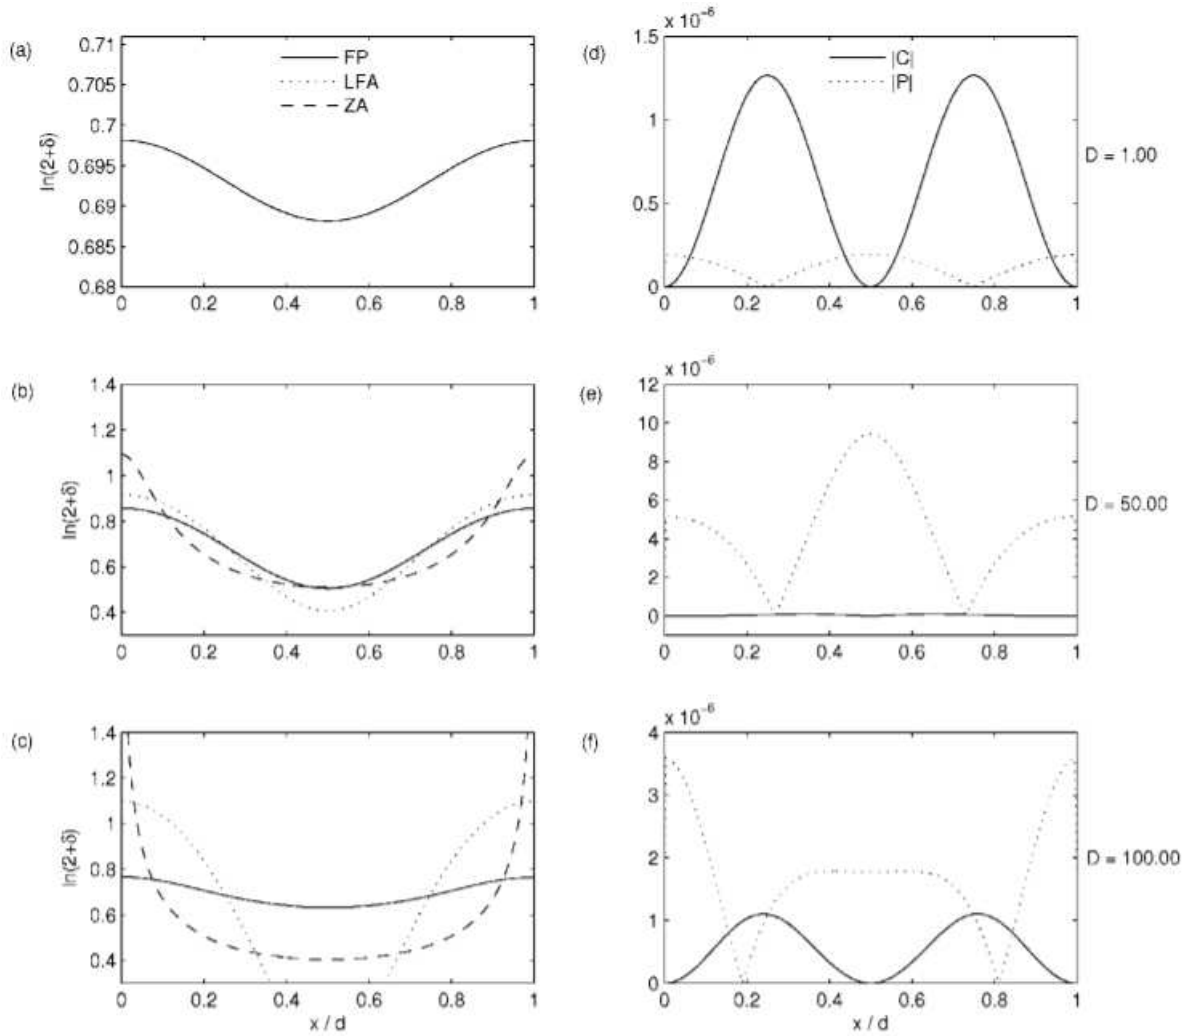 (a)
0.71
0.705
0.7
0.695
0.69
0.685
0.68
ln(2+δ)
FP
LFA
ZA
0 0.2 0.4 0.6 0.8 1
(d)
x 10⁻⁶
1.5
1
0.5
0
|C|
|P|
0 0.2 0.4 0.6 0.8 1
D = 1.00
(b)
1.4
1.2
1
0.8
0.6
0.4
ln(2+δ)
0 0.2 0.4 0.6 0.8 1
(e)
x 10⁻⁶
12
10
8
6
4
2
0
0 0.2 0.4 0.6 0.8 1
D = 50.00
(c)
1.4
1.2
1
0.8
0.6
0.4
ln(2+δ)
0 0.2 0.4 0.6 0.8 1
x / d
(f)
x 10⁻⁶
4
3
2
1
0
0 0.2 0.4 0.6 0.8 1
x / d
D = 100.00